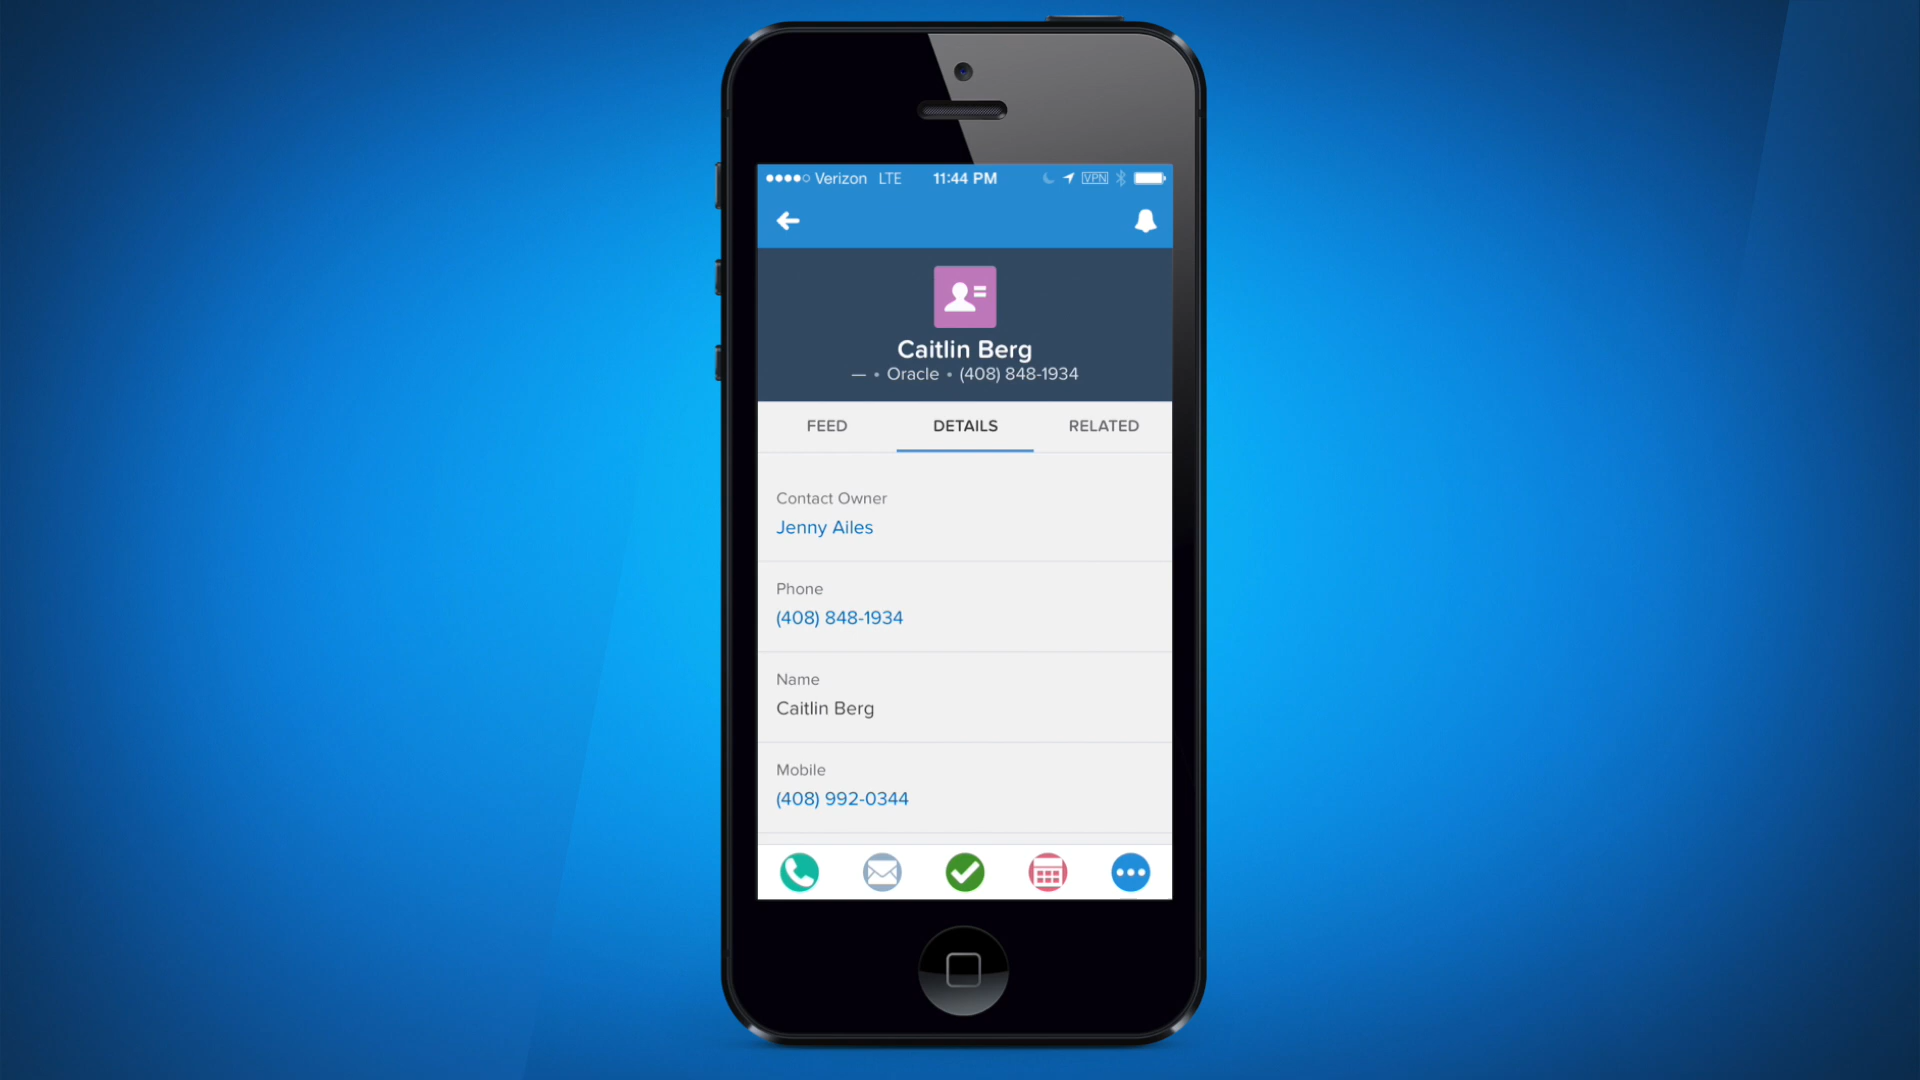 Verizon LTE 11:44 PM VPN
Caitlin Berg
— • Oracle • (408) 848-1934
FEED DETAILS RELATED
Contact Owner
Jenny Ailes
Phone
(408) 848-1934
Name
Caitlin Berg
Mobile
(408) 992-0344